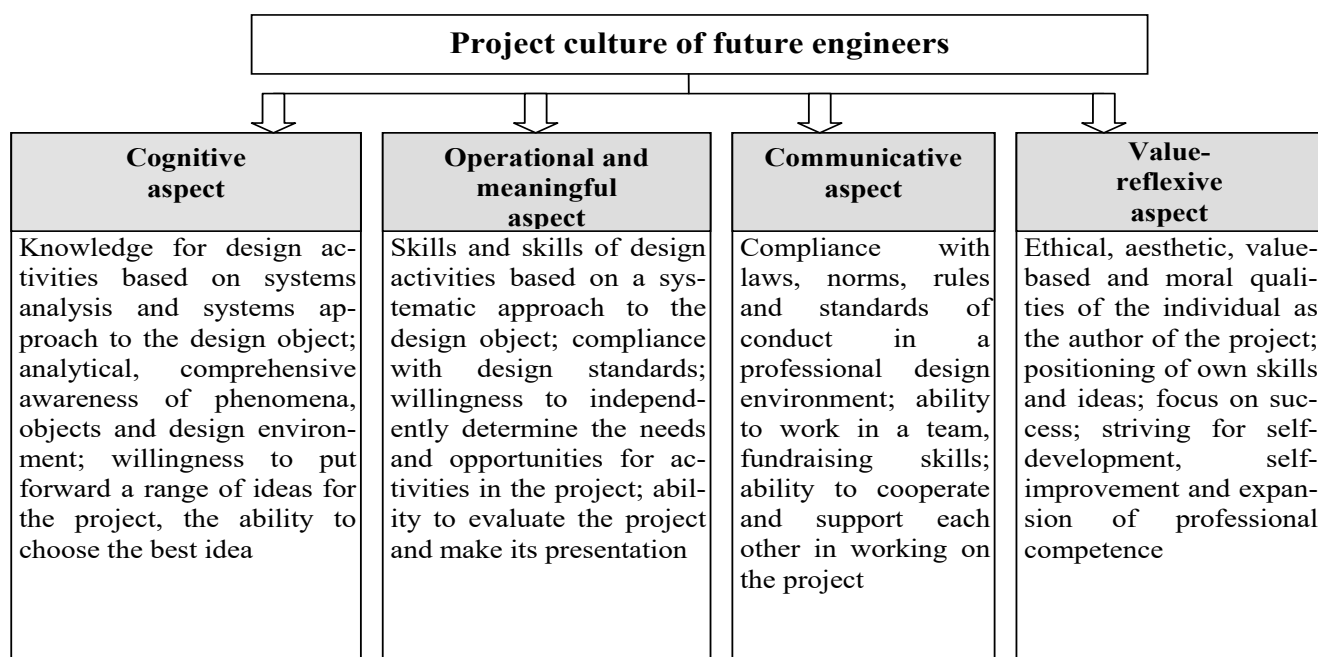 Project culture of future engineers
Cognitive
aspect
Knowledge for design ac-
tivities based on systems
analysis and systems ap-
proach to the design object;
analytical, comprehensive
awareness of phenomena,
objects and design environ-
ment; willingness to put
forward a range of ideas for
the project, the ability to
choose the best idea
Operational and
meaningful
aspect
Skills and skills of design
activities based on a sys-
tematic approach to the
design object; compliance
with design standards;
willingness to independ-
ently determine the needs
and opportunities for ac-
tivities in the project; abil-
ity to evaluate the project
and make its presentation
Communicative
aspect
Compliance with
laws, norms, rules
and standards of
conduct in a
professional design
environment; ability
to work in a team,
fundraising skills;
ability to cooperate
and support each
other in working on
the project
Value-
reflexive
aspect
Ethical, aesthetic, value-
based and moral quali-
ties of the individual as
the author of the project;
positioning of own skills
and ideas; focus on suc-
cess; striving for self-
development, self-
improvement and expan-
sion of professional
competence